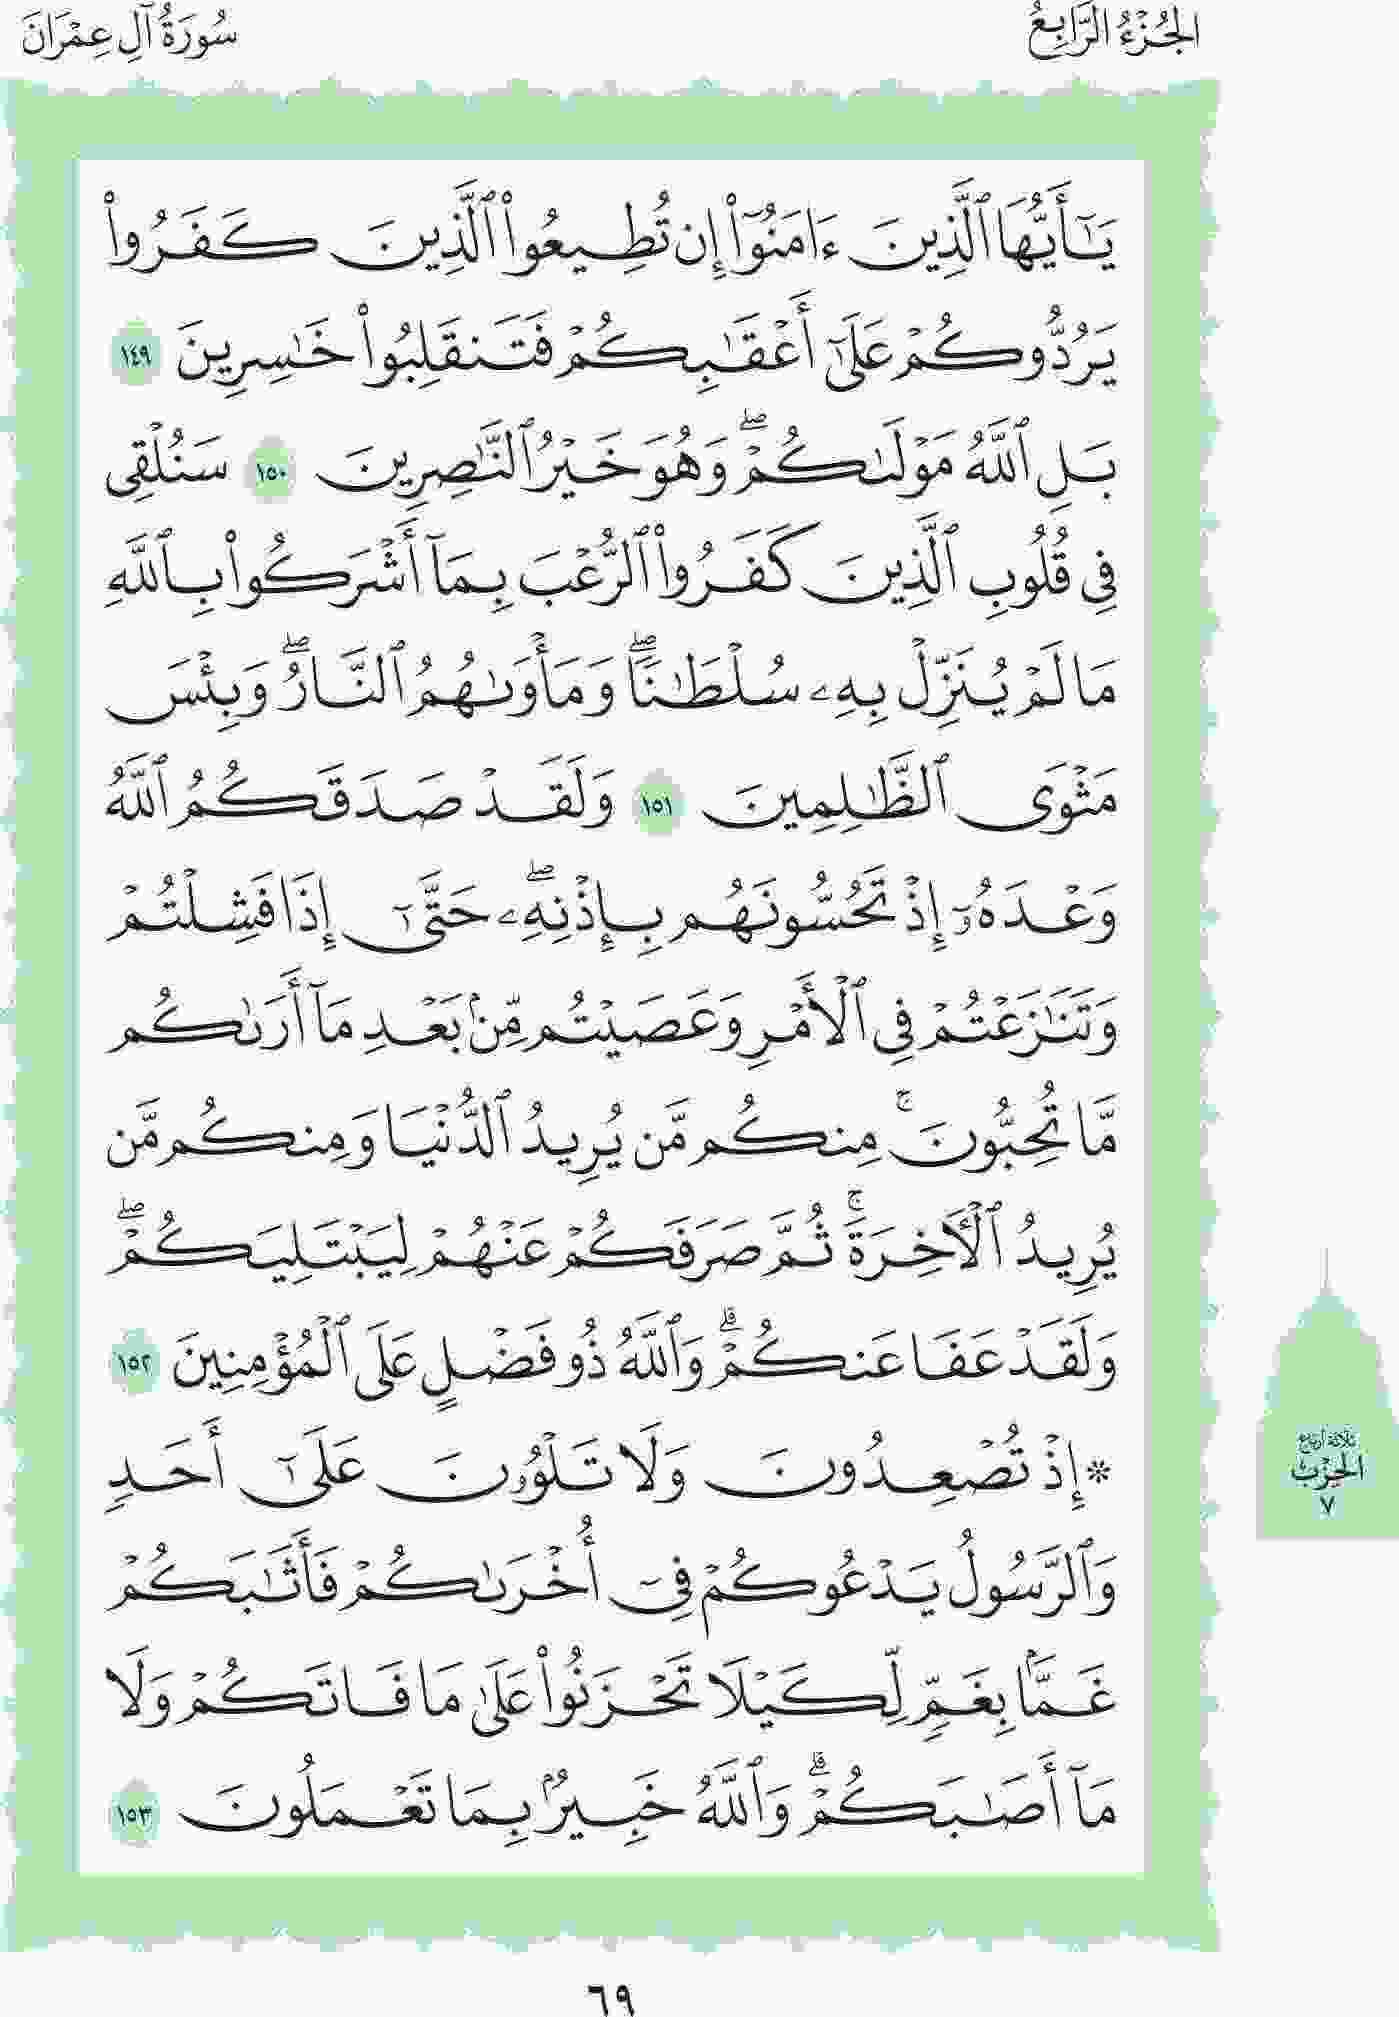 الجُزْءُ الرَّابِعُ
سُورَةُ آلِ عِمْرَانَ
يَٰٓأَيُّهَا ٱلَّذِينَ ءَامَنُوٓا۟ إِن تُطِيعُوا۟ ٱلَّذِينَ كَفَرُوا۟
يَرُدُّوكُمْ عَلَىٰٓ أَعْقَٰبِكُمْ فَتَنقَلِبُوا۟ خَٰسِرِينَ ١٤٩
بَلِ ٱللَّهُ مَوْلَىٰكُمْ ۖ وَهُوَ خَيْرُ ٱلنَّٰصِرِينَ ١٥٠ سَنُلْقِى
فِى قُلُوبِ ٱلَّذِينَ كَفَرُوا۟ ٱلرُّعْبَ بِمَآ أَشْرَكُوا۟ بِٱللَّهِ
مَا لَمْ يُنَزِّلْ بِهِۦ سُلْطَٰنًا ۖ وَمَأْوَىٰهُمُ ٱلنَّارُ ۖ وَبِئْسَ
مَثْوَى ٱلظَّٰلِمِينَ ١٥١ وَلَقَدْ صَدَقَكُمُ ٱللَّهُ
وَعْدَهُۥٓ إِذْ تَحُسُّونَهُم بِإِذْنِهِۦ ۖ حَتَّىٰٓ إِذَا فَشِلْتُمْ
وَتَنَٰزَعْتُمْ فِى ٱلْأَمْرِ وَعَصَيْتُم مِّنۢ بَعْدِ مَآ أَرَىٰكُم
مَّا تُحِبُّونَ ۚ مِنكُم مَّن يُرِيدُ ٱلدُّنْيَا وَمِنكُم مَّن
يُرِيدُ ٱلْءَاخِرَةَ ۚ ثُمَّ صَرَفَكُمْ عَنْهُمْ لِيَبْتَلِيَكُمْ ۖ
وَلَقَدْ عَفَا عَنكُمْ ۗ وَٱللَّهُ ذُو فَضْلٍ عَلَى ٱلْمُؤْمِنِينَ ١٥٢
* إِذْ تُصْعِدُونَ وَلَا تَلْوُۥنَ عَلَىٰٓ أَحَدٍ
وَٱلرَّسُولُ يَدْعُوكُمْ فِىٓ أُخْرَىٰكُمْ فَأَثَٰبَكُمْ
غَمًّۢا بِغَمٍّ لِّكَيْلَا تَحْزَنُوا۟ عَلَىٰ مَا فَاتَكُمْ وَلَا
مَآ أَصَٰبَكُمْ ۗ وَٱللَّهُ خَبِيرٌۢ بِمَا تَعْمَلُونَ ١٥٣
ثلاثة أرباع
الحِزْب
٧
٦٩